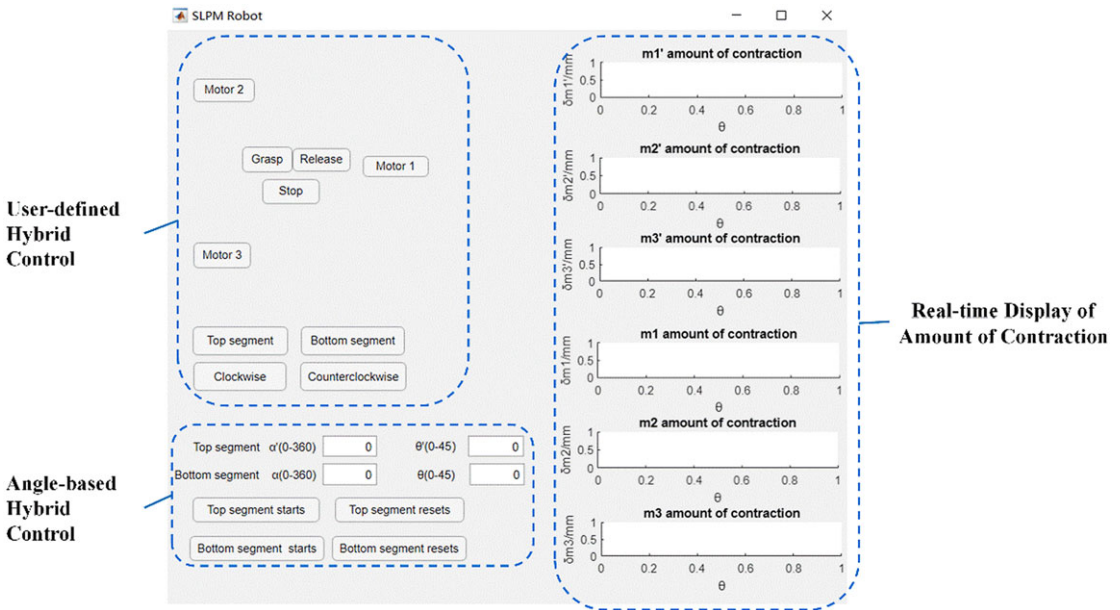 SLPM Robot
User-defined
Hybrid
Control
Motor 2
Grasp Release Motor 1
Stop
Motor 3
Top segment Bottom segment
Clockwise Counterclockwise
Angle-based
Hybrid
Control
Top segment α'(0-360) 0 θ'(0-45) 0
Bottom segment α(0-360) 0 θ(0-45) 0
Top segment starts Top segment resets
Bottom segment starts Bottom segment resets
m1' amount of contraction
δm1'/mm
1
0.5
0
0 0.2 0.4 0.6 0.8 1
θ
m2' amount of contraction
δm2'/mm
1
0.5
0
0 0.2 0.4 0.6 0.8 1
θ
m3' amount of contraction
δm3'/mm
1
0.5
0
0 0.2 0.4 0.6 0.8 1
θ
m1 amount of contraction
δm1/mm
1
0.5
0
0 0.2 0.4 0.6 0.8 1
θ
m2 amount of contraction
δm2/mm
1
0.5
0
0 0.2 0.4 0.6 0.8 1
θ
m3 amount of contraction
δm3/mm
1
0.5
0
0 0.2 0.4 0.6 0.8 1
θ
Real-time Display of
Amount of Contraction